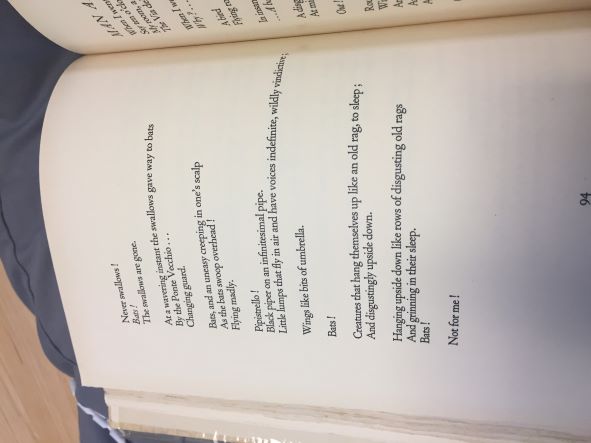 Never swallows!
Bats!
The swallows are gone.
At a wavering instant the swallows gave way to bats
By the Ponte Vecchio . . .
Changing guard.
Bats, and an uneasy creeping in one's scalp
As the bats swoop overhead!
Flying madly.
Pipistrello!
Black piper on an infinitesimal pipe.
Little lumps that fly in air and have voices indefinite, wildly vindictive;
Wings like bits of umbrella.
Bats!
Creatures that hang themselves up like an old rag, to sleep;
And disgustingly upside down.
Hanging upside down like rows of disgusting old rags
And grinning in their sleep.
Bats!
Not for me!
94
When I went
A bed
Flying